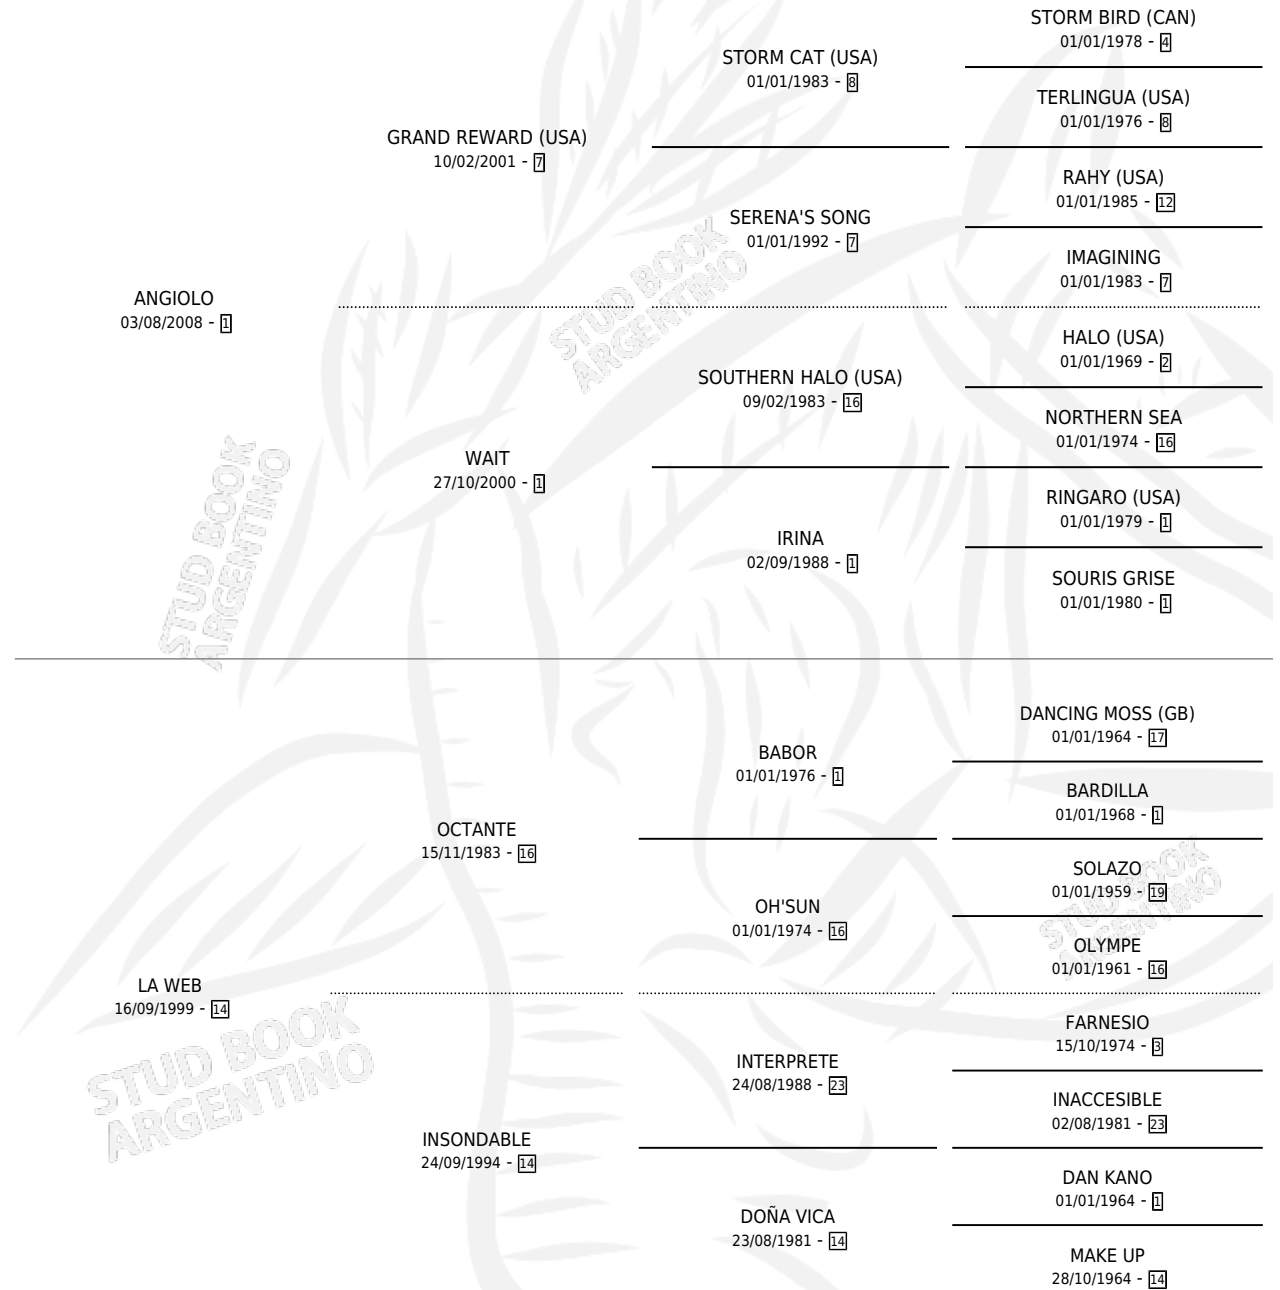 STORM BIRD (CAN)
01/01/1978 - 4
STORM CAT (USA)
01/01/1983 - 8
TERLINGUA (USA)
01/01/1976 - 8
GRAND REWARD (USA)
10/02/2001 - 7
RAHY (USA)
01/01/1985 - 12
SERENA'S SONG
01/01/1992 - 7
IMAGINING
01/01/1983 - 7
ANGIOLO
03/08/2008 - 1
HALO (USA)
01/01/1969 - 2
SOUTHERN HALO (USA)
09/02/1983 - 16
NORTHERN SEA
01/01/1974 - 16
WAIT
27/10/2000 - 1
RINGARO (USA)
01/01/1979 - 1
IRINA
02/09/1988 - 1
SOURIS GRISE
01/01/1980 - 1
STUD BOOK
ARGENTINO
STUD BOOK
ARGENTINO
DANCING MOSS (GB)
01/01/1964 - 17
BABOR
01/01/1976 - 1
BARDILLA
01/01/1968 - 1
OCTANTE
15/11/1983 - 16
SOLAZO
01/01/1959 - 19
OH'SUN
01/01/1974 - 16
OLYMPE
01/01/1961 - 16
LA WEB
16/09/1999 - 14
FARNESIO
15/10/1974 - 3
INTERPRETE
24/08/1988 - 23
INACCESIBLE
02/08/1981 - 23
INSONDABLE
24/09/1994 - 14
DAN KANO
01/01/1964 - 1
DOÑA VICA
23/08/1981 - 14
MAKE UP
28/10/1964 - 14
STUD BOOK
ARGENTINO
STUD BOOK
ARGENTINO